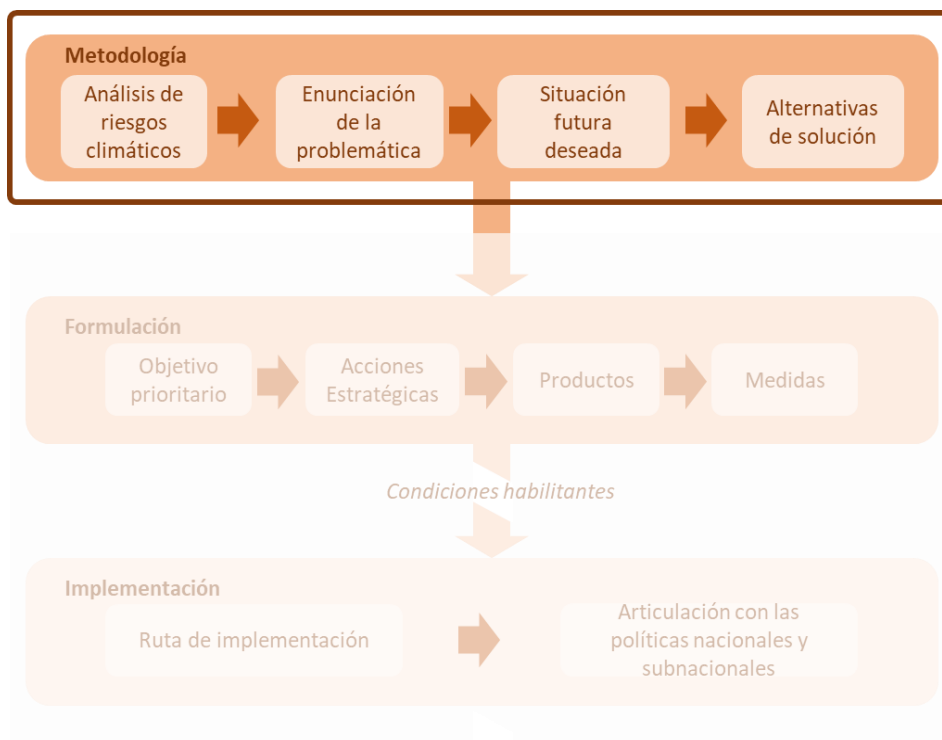 Metodología
Análisis de
riesgos
climáticos
Enunciación
de la
problemática
Situación
futura
deseada
Alternativas
de solución
Formulación
Objetivo
prioritario
Acciones
Estratégicas
Productos
Medidas
Condiciones habilitantes
Implementación
Ruta de implementación
Articulación con las
políticas nacionales y
subnacionales